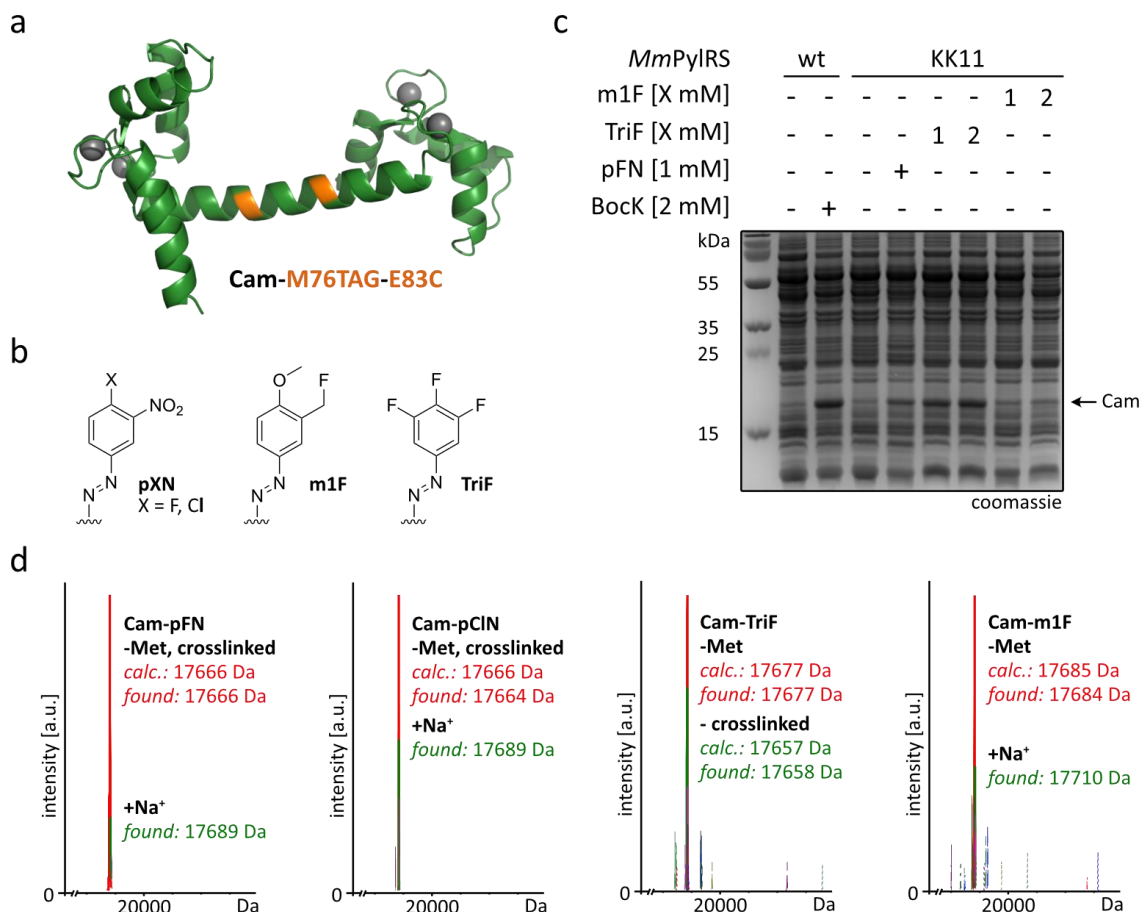 a
Cam-M76TAG-E83C
b
X
NO₂
N
N
pXN
X = F, Cl
O
F
N
N
m1F
F
F
F
N
N
TriF
c
MmPylRS wt KK11
m1F [X mM] - - - - - - 1 2
TriF [X mM] - - - - 1 2 - -
pFN [1 mM] - - - + - - - -
BocK [2 mM] - + - - - - - -
kDa
55
35
25
15
← Cam
coomassie
d
intensity [a.u.]
Cam-pFN
-Met, crosslinked
calc.: 17666 Da
found: 17666 Da
+Na⁺
found: 17689 Da
0
20000 Da
intensity [a.u.]
Cam-pClN
-Met, crosslinked
calc.: 17666 Da
found: 17664 Da
+Na⁺
found: 17689 Da
0
20000 Da
intensity [a.u.]
Cam-TriF
-Met
calc.: 17677 Da
found: 17677 Da
- crosslinked
calc.: 17657 Da
found: 17658 Da
0
20000 Da
intensity [a.u.]
Cam-m1F
-Met
calc.: 17685 Da
found: 17684 Da
+Na⁺
found: 17710 Da
0
20000 Da